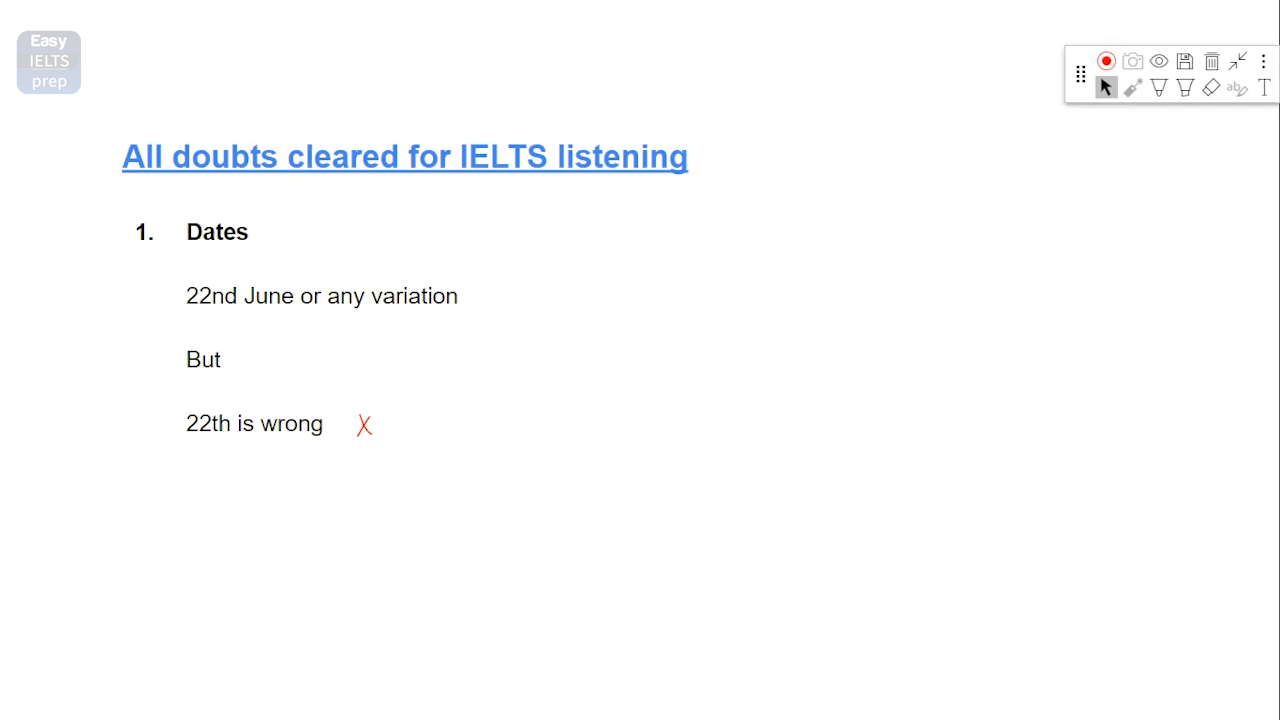 Easy
IELTS
prep
All doubts cleared for IELTS listening
1. Dates
22nd June or any variation
But
22th is wrong X